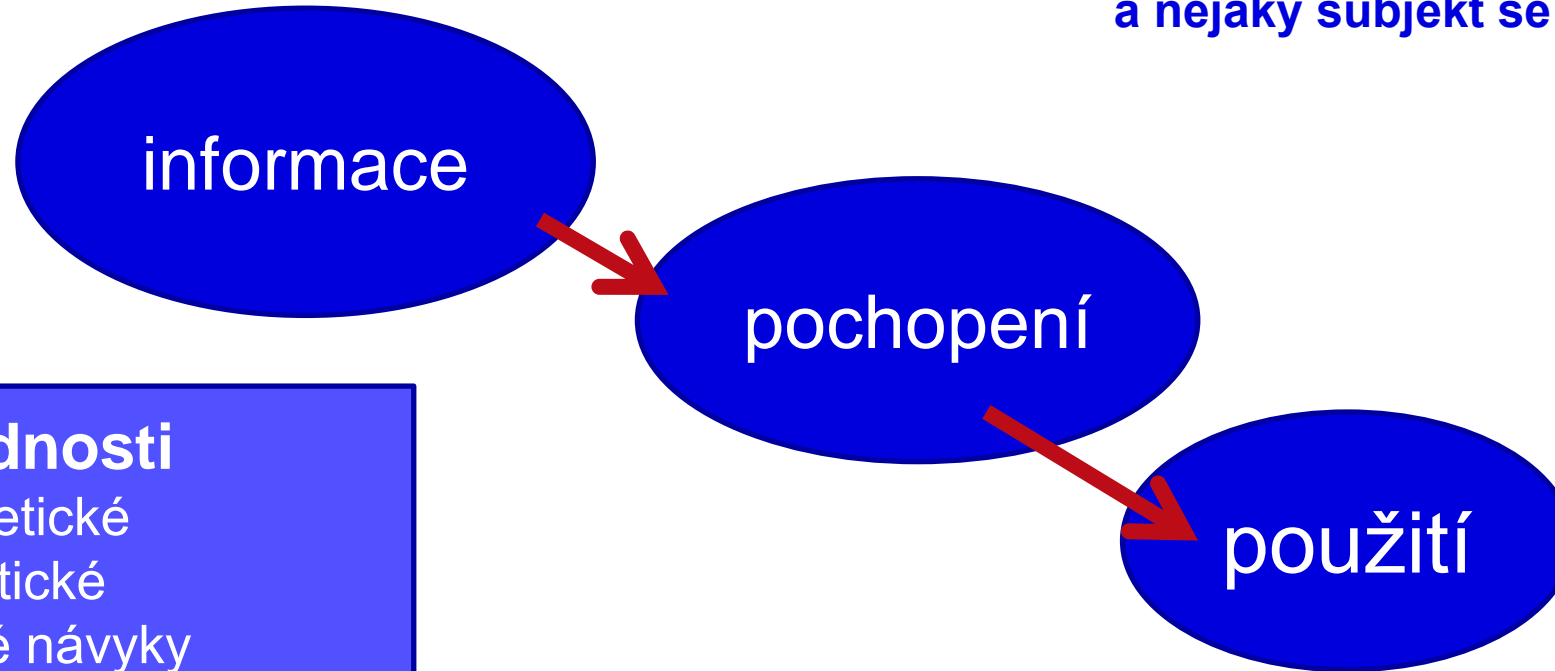 a nějaký subjekt se
informace
pochopení
použití
dnosti
etické
tické
é návyky